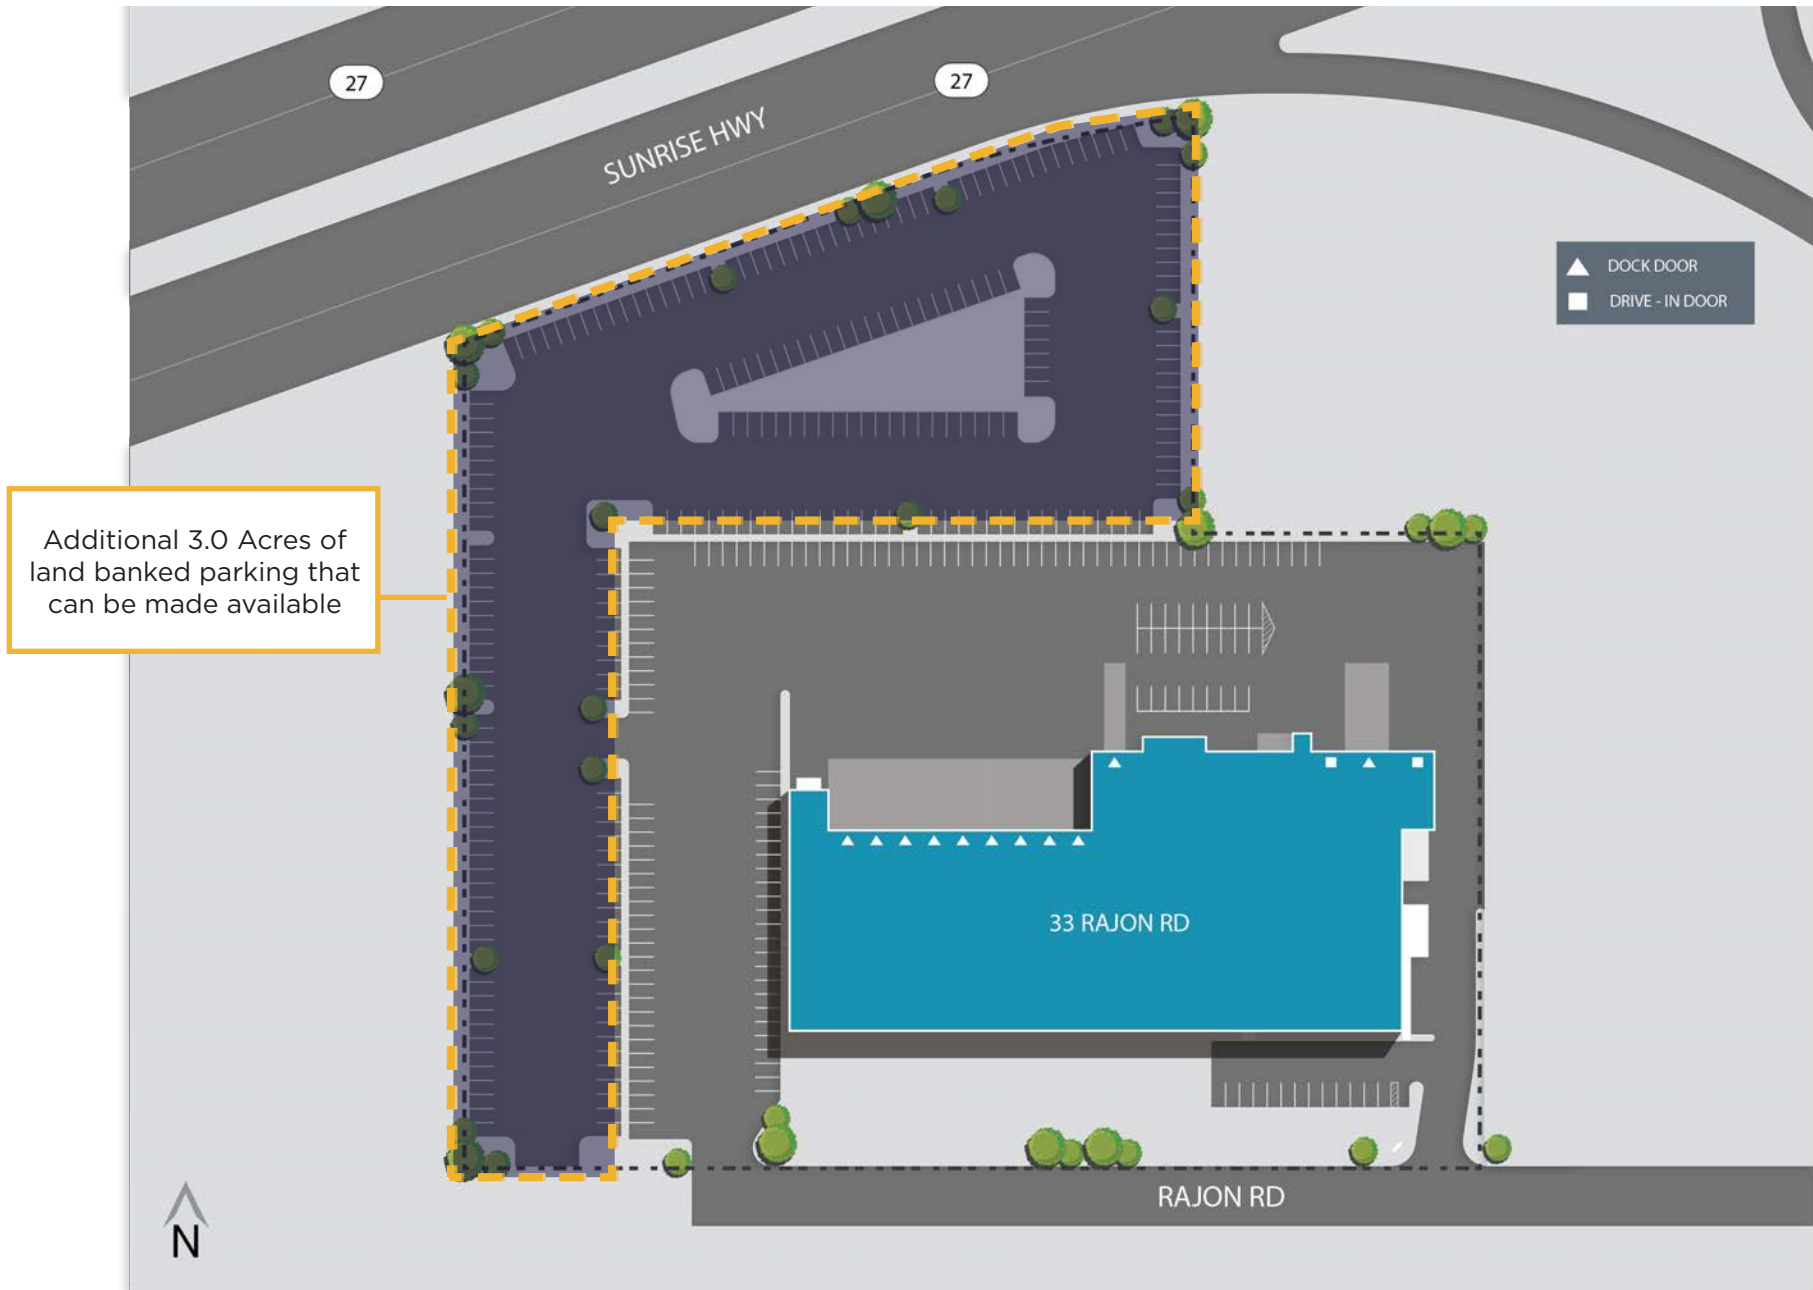 27
27
SUNRISE HWY
DOCK DOOR
DRIVE - IN DOOR
Additional 3.0 Acres of
land banked parking that
can be made available
33 RAJON RD
RAJON RD
N